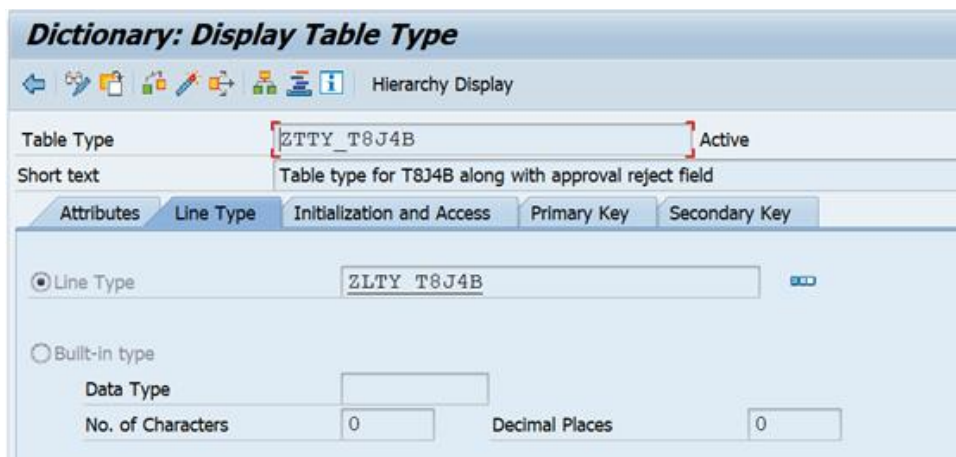 Dictionary: Display Table Type
Hierarchy Display
Table Type ZTTY_T8J4B Active
Short text Table type for T8J4B along with approval reject field
Attributes Line Type Initialization and Access Primary Key Secondary Key
Line Type ZLTY_T8J4B
Built-in type
Data Type
No. of Characters 0 Decimal Places 0